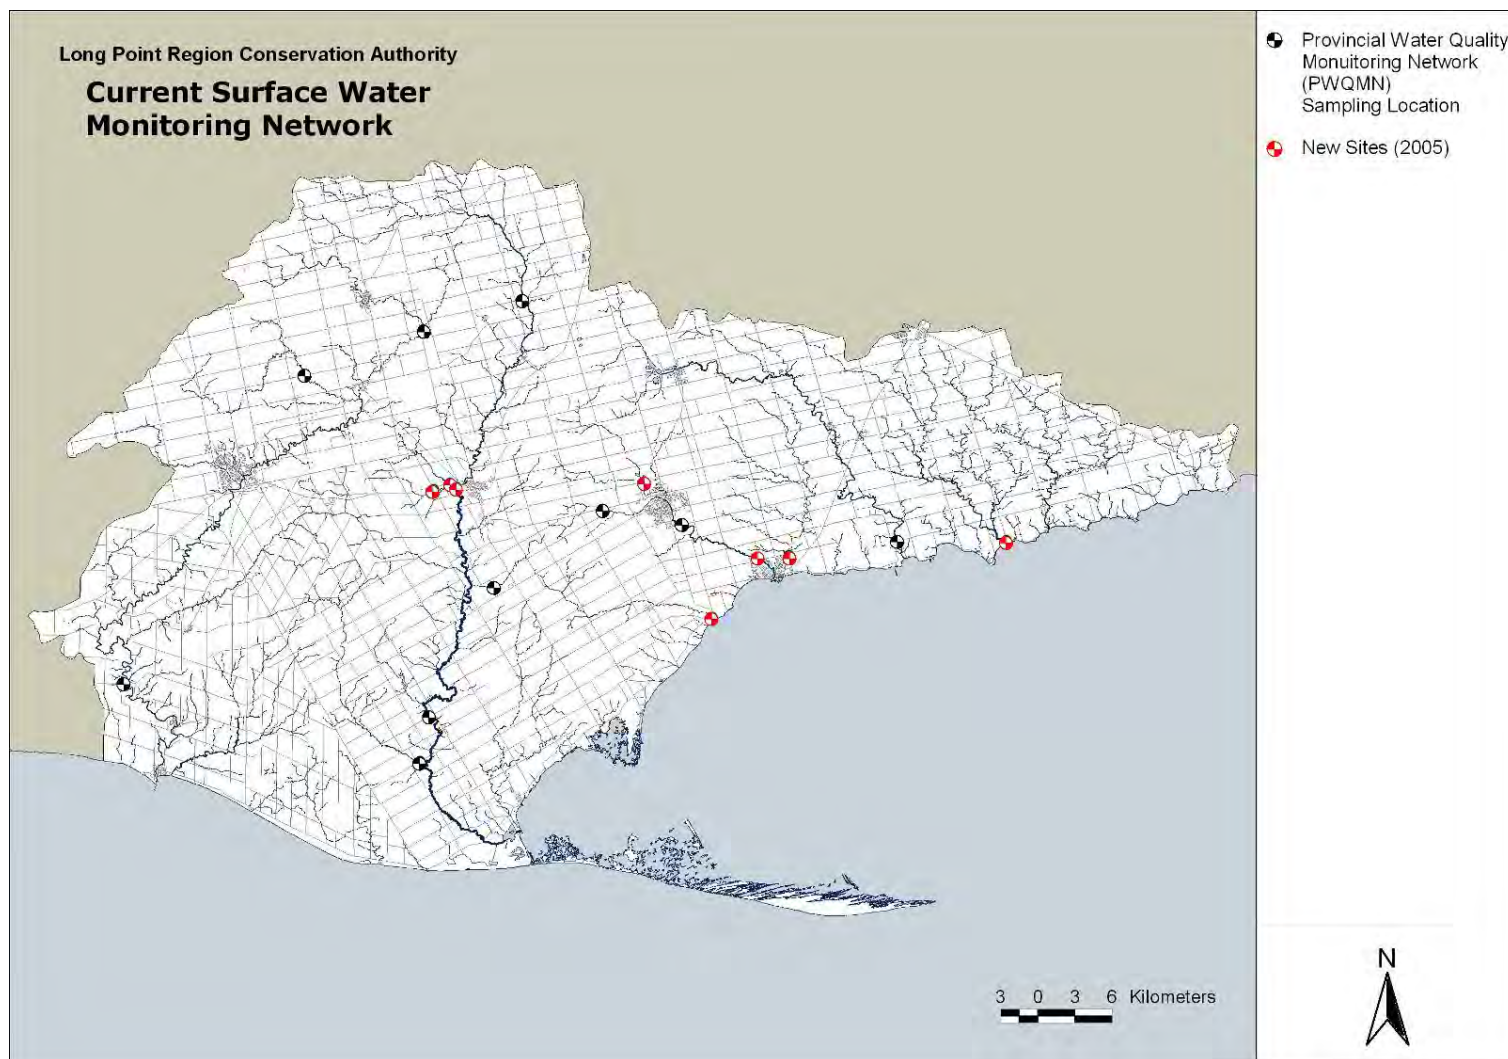 Long Point Region Conservation Authority
Current Surface Water
Monitoring Network
Provincial Water Quality
Monuitoring Network
(PWQMN)
Sampling Location
New Sites (2005)
N
3 0 3 6 Kilometers